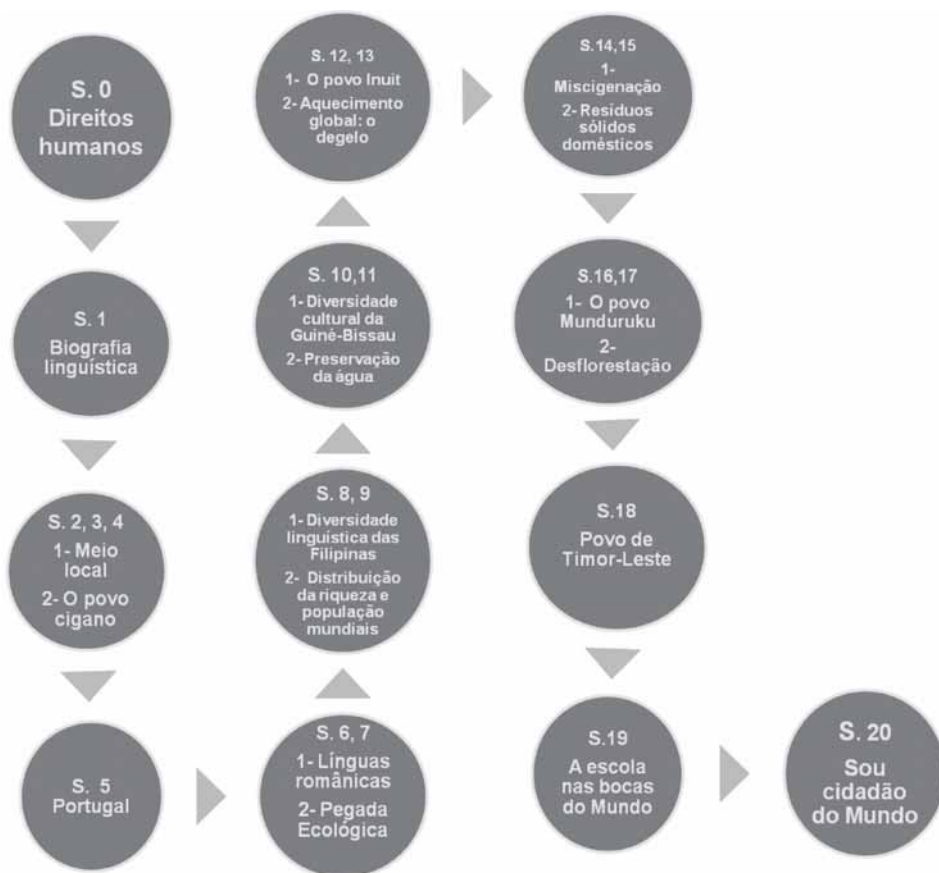 S. 0
Direitos
humanos
S. 1
Biografia
linguística
S. 2, 3, 4
1- Meio
local
2- O povo
cigano
S. 5
Portugal
S. 6, 7
1- Línguas
românicas
2- Pegada
Ecológica
S. 8, 9
1- Diversidade
linguística das
Filipinas
2- Distribuição
da riqueza e
população
mundiais
S. 10,11
1- Diversidade
cultural da
Guiné-Bissau
2- Preservação
da água
S. 12, 13
1- O povo Inuit
2- Aquecimento
global: o
degelo
S.14,15
1-
Miscigenação
2- Resíduos
sólidos
domésticos
S.16,17
1- O povo
Munduruku
2-
Desflorestação
S.18
Povo de
Timor-Leste
S.19
A escola
nas bocas
do Mundo
S. 20
Sou
cidadão
do Mundo